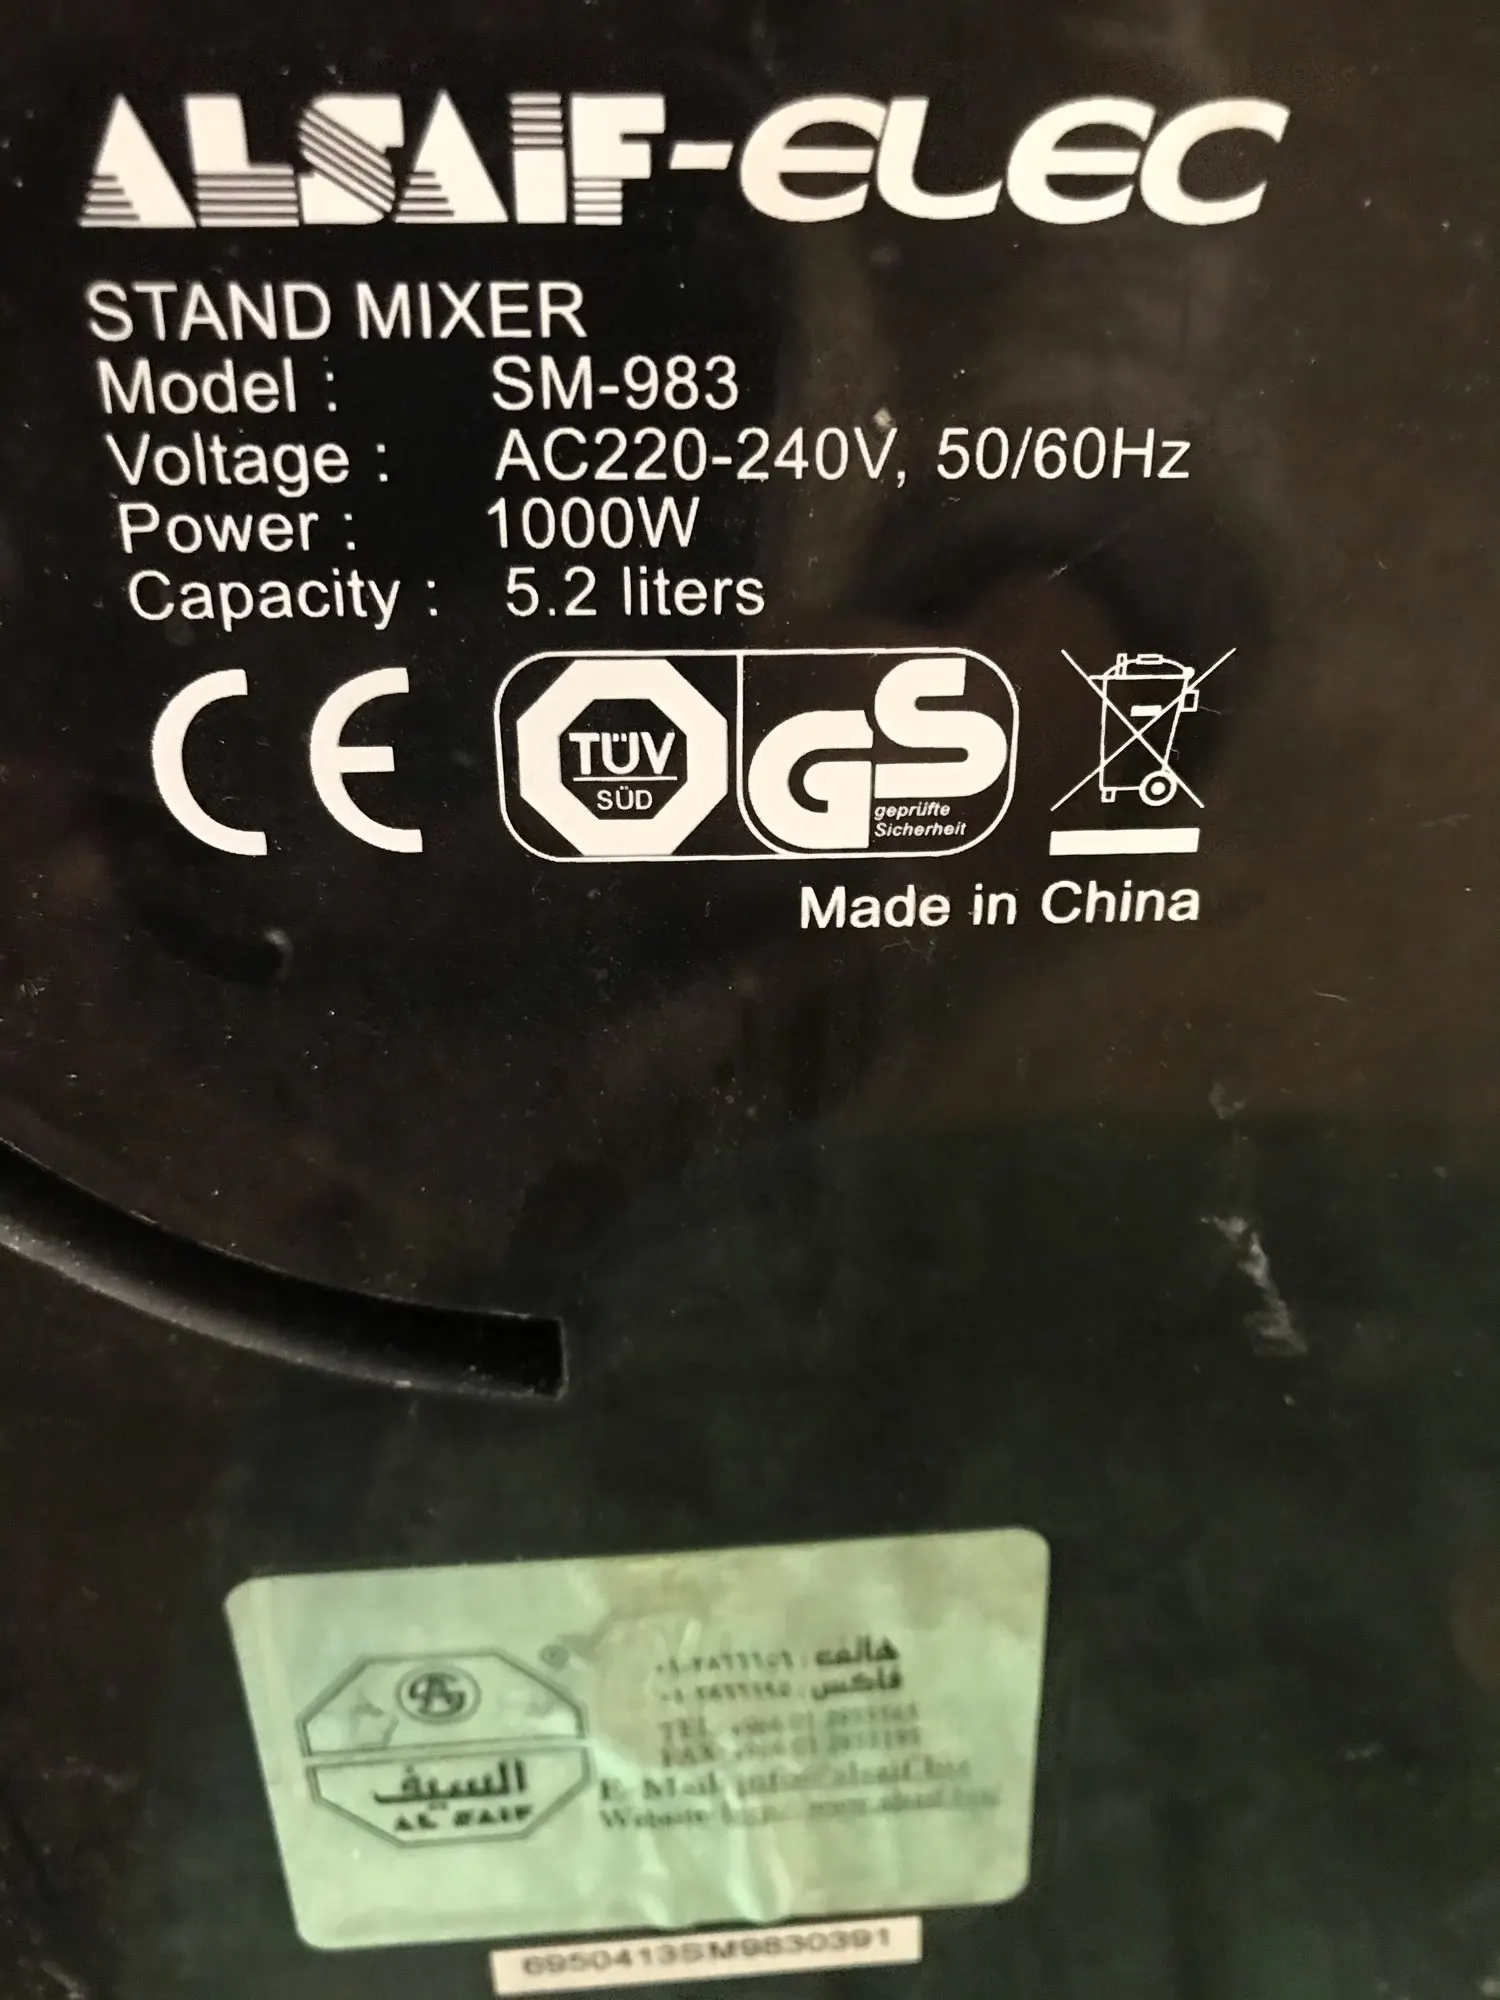 ALSAIF-ELEC
STAND MIXER
Model : SM-983
Voltage : AC220-240V, 50/60Hz
Power : 1000W
Capacity : 5.2 liters
CE
TÜV
SÜD
GS
geprüfte
Sicherheit
Made in China
هاتف :
فاكس :
TEL
FAX
السيف
AL SAIF
®
E-Mail
Website
6950413SM9830391